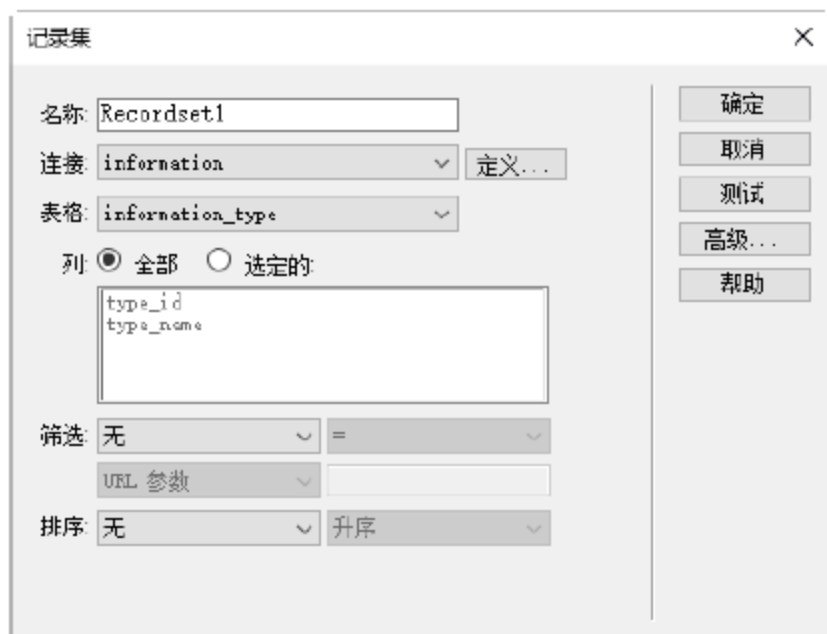 记录集
名称: Recordset1
连接: information 定义...
表格: information_type
列: 全部 选定的:
type_id
type_name
筛选: 无 =
URL 参数
排序: 无 升序
确定
取消
测试
高级...
帮助